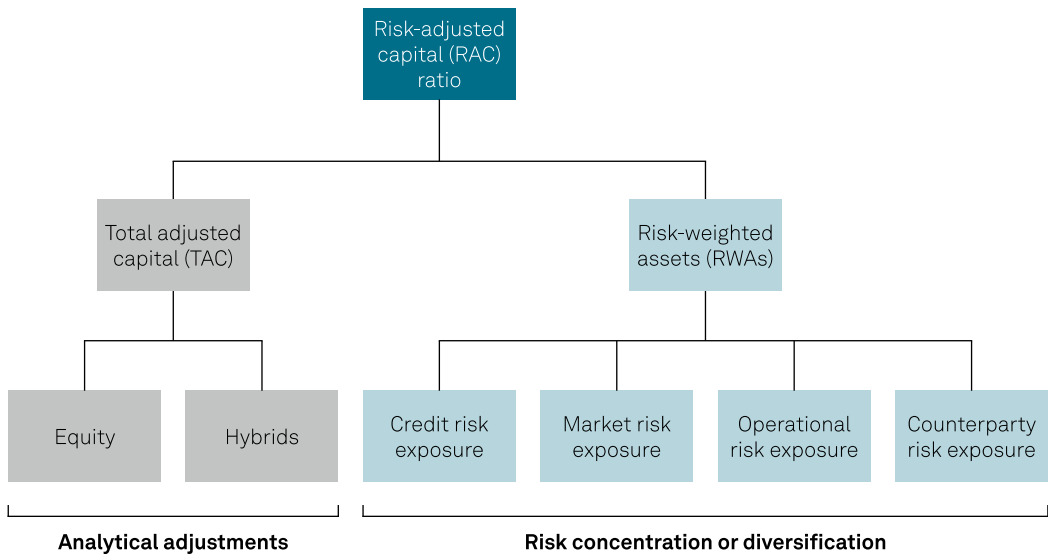 Risk-adjusted
capital (RAC)
ratio
Total adjusted
capital (TAC)
Risk-weighted
assets (RWAs)
Equity
Hybrids
Credit risk
exposure
Market risk
exposure
Operational
risk exposure
Counterparty
risk exposure
Analytical adjustments
Risk concentration or diversification